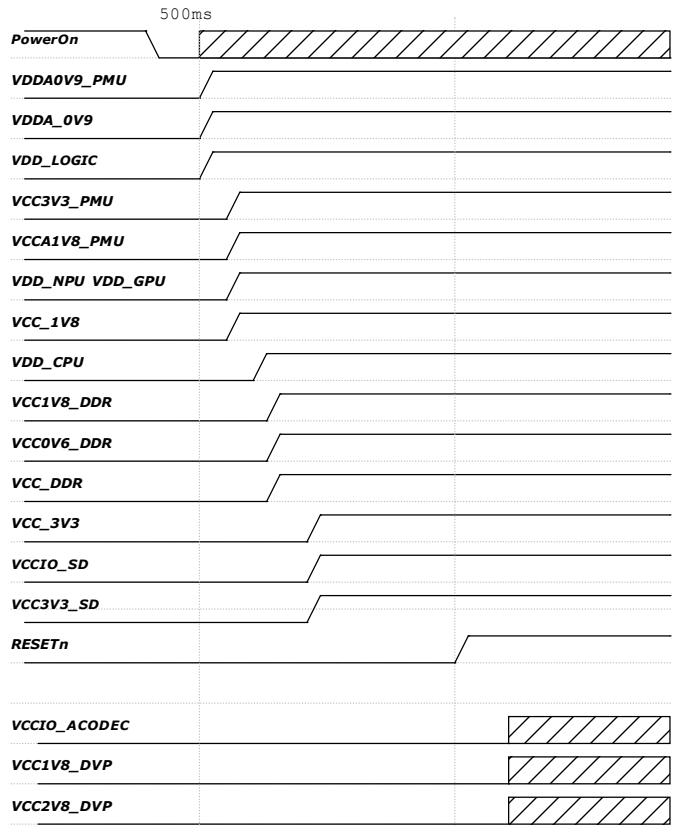 500ms
PowerOn
VDDA0V9_PMU
VDDA_0V9
VDD_LOGIC
VCC3V3_PMU
VCCA1V8_PMU
VDD_NPU VDD_GPU
VCC_1V8
VDD_CPU
VCC1V8_DDR
VCC0V6_DDR
VCC_DDR
VCC_3V3
VCCIO_SD
VCC3V3_SD
RESETn
VCCIO_ACODEC
VCC1V8_DVP
VCC2V8_DVP